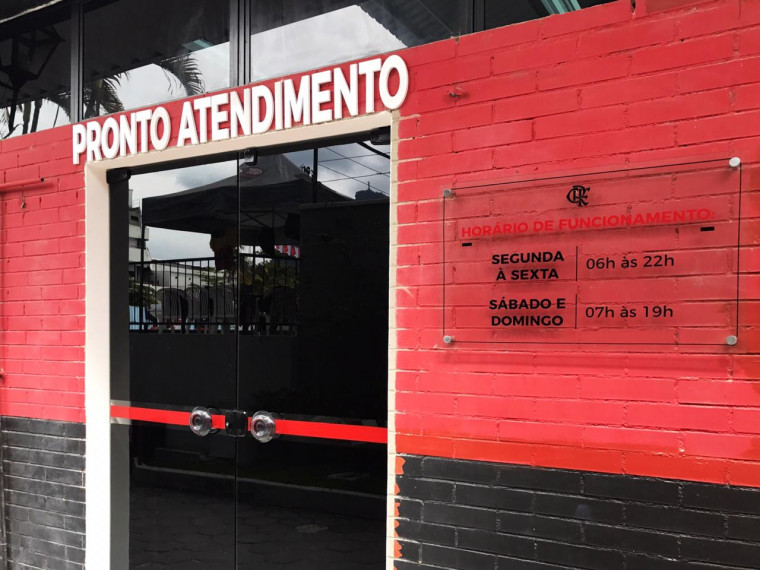 PRONTO ATENDIMENTO
CRF
HORÁRIO DE FUNCIONAMENTO:
SEGUNDA À SEXTA 06h às 22h
SÁBADO E DOMINGO 07h às 19h